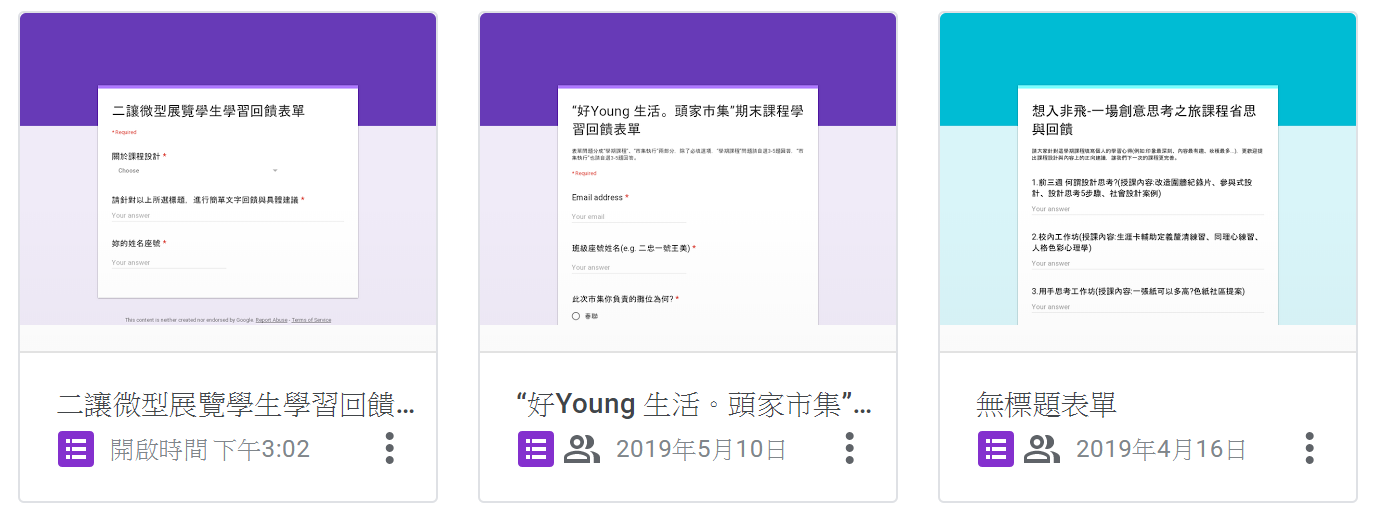 二讓微型展覽學生學習回饋表單
* Required
關於課程設計 *
Choose
請針對以上所選標題，進行簡單文字回饋與具體建議 *
Your answer
妳的姓名座號 *
Your answer
This content is neither created nor endorsed by Google. Report Abuse - Terms of Service
二讓微型展覽學生學習回饋...
開啟時間 下午3:02
“好Young 生活。頭家市集”期末課程學
習回饋表單
* Required
Email address *
Your email
班級座號姓名(e.g. 二忠一號王美) *
Your answer
此次市集你負責的攤位為何? *
春聯
“好Young 生活。頭家市集”...
2019年5月10日
想入非飛-一場創意思考之旅課程省思
與回饋
1.前三週 何謂設計思考?(授課內容:改造圍牆紀錄片、參與式設
計、設計思考5步驟、社會設計案例)
Your answer
2.校內工作坊(授課內容:生涯卡輔助定義釐清練習、同理心練習、
人格色彩心理學)
Your answer
3.用手思考工作坊(授課內容:一張紙可以多高?色紙社區提案)
Your answer
無標題表單
2019年4月16日